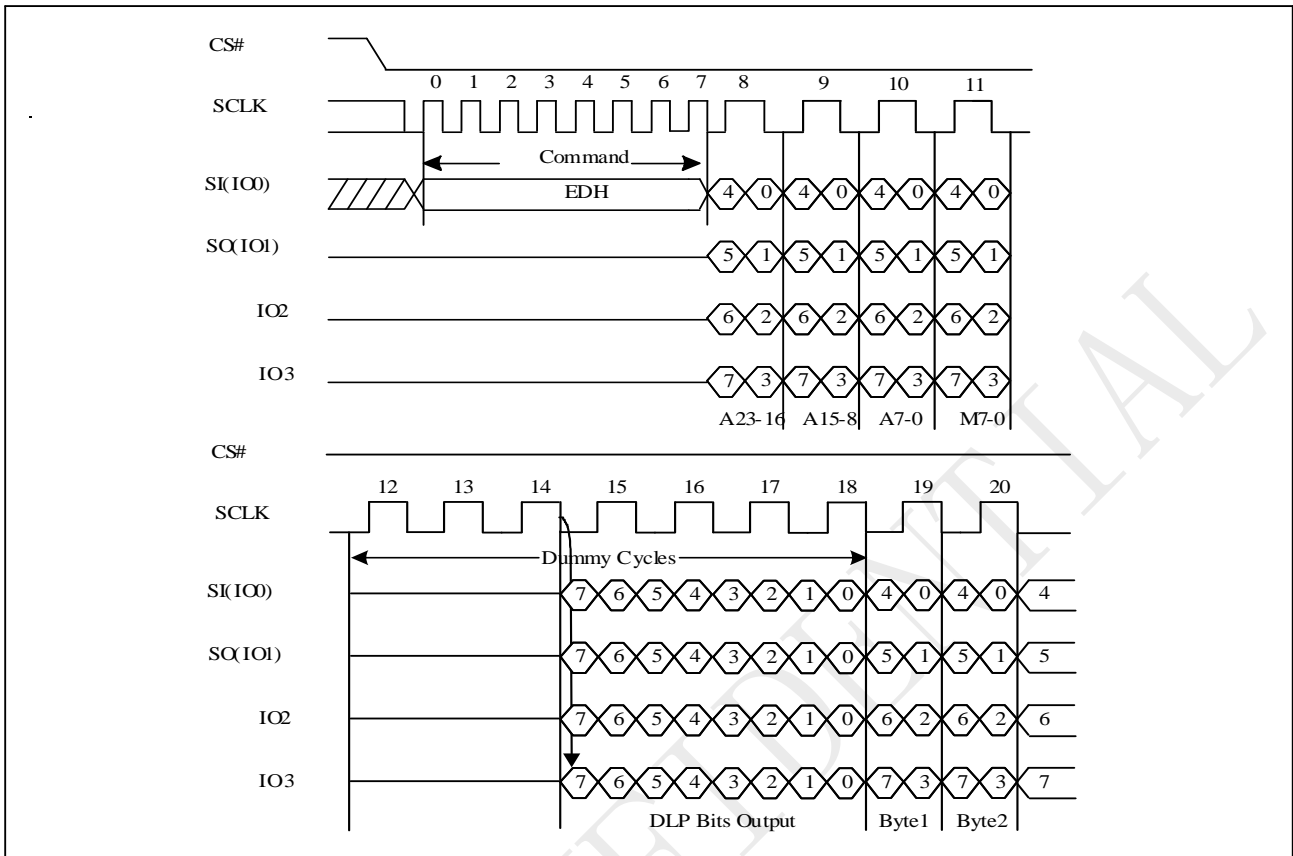 CS#
0 1 2 3 4 5 6 7 8 9 10 11
SCLK
Command
SI(IO0) EDH 4 0 4 0 4 0 4 0
SO(IO1) 5 1 5 1 5 1 5 1
IO2 6 2 6 2 6 2 6 2
IO3 7 3 7 3 7 3 7 3
A23-16 A15-8 A7-0 M7-0
CS#
12 13 14 15 16 17 18 19 20
SCLK
Dummy Cycles
SI(IO0) 7 6 5 4 3 2 1 0 4 0 4 0 4
SO(IO1) 7 6 5 4 3 2 1 0 5 1 5 1 5
IO2 7 6 5 4 3 2 1 0 6 2 6 2 6
IO3 7 6 5 4 3 2 1 0 7 3 7 3 7
DLP Bits Output Byte1 Byte2